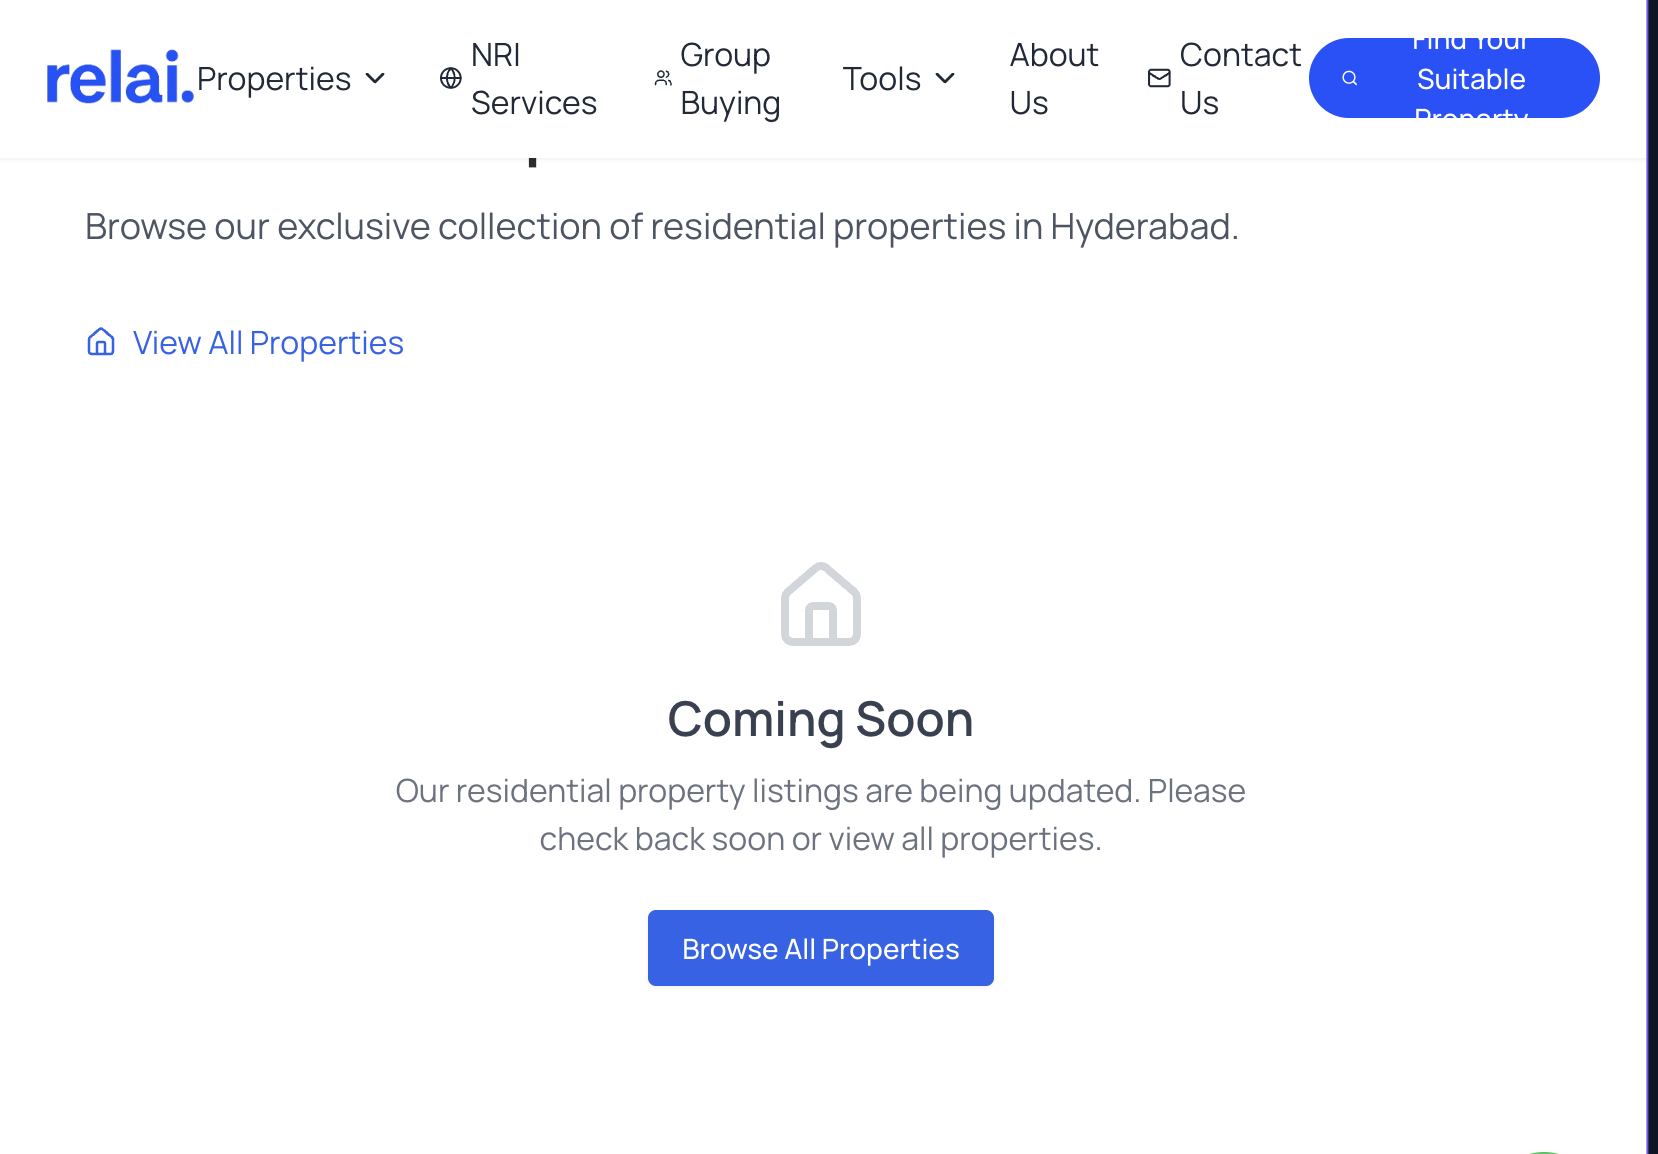 relai.
Properties
NRI
Services
Group
Buying
Tools
About
Us
Contact
Us
Find Your
Suitable
Property
Browse our exclusive collection of residential properties in Hyderabad.
View All Properties
Coming Soon
Our residential property listings are being updated. Please
check back soon or view all properties.
Browse All Properties